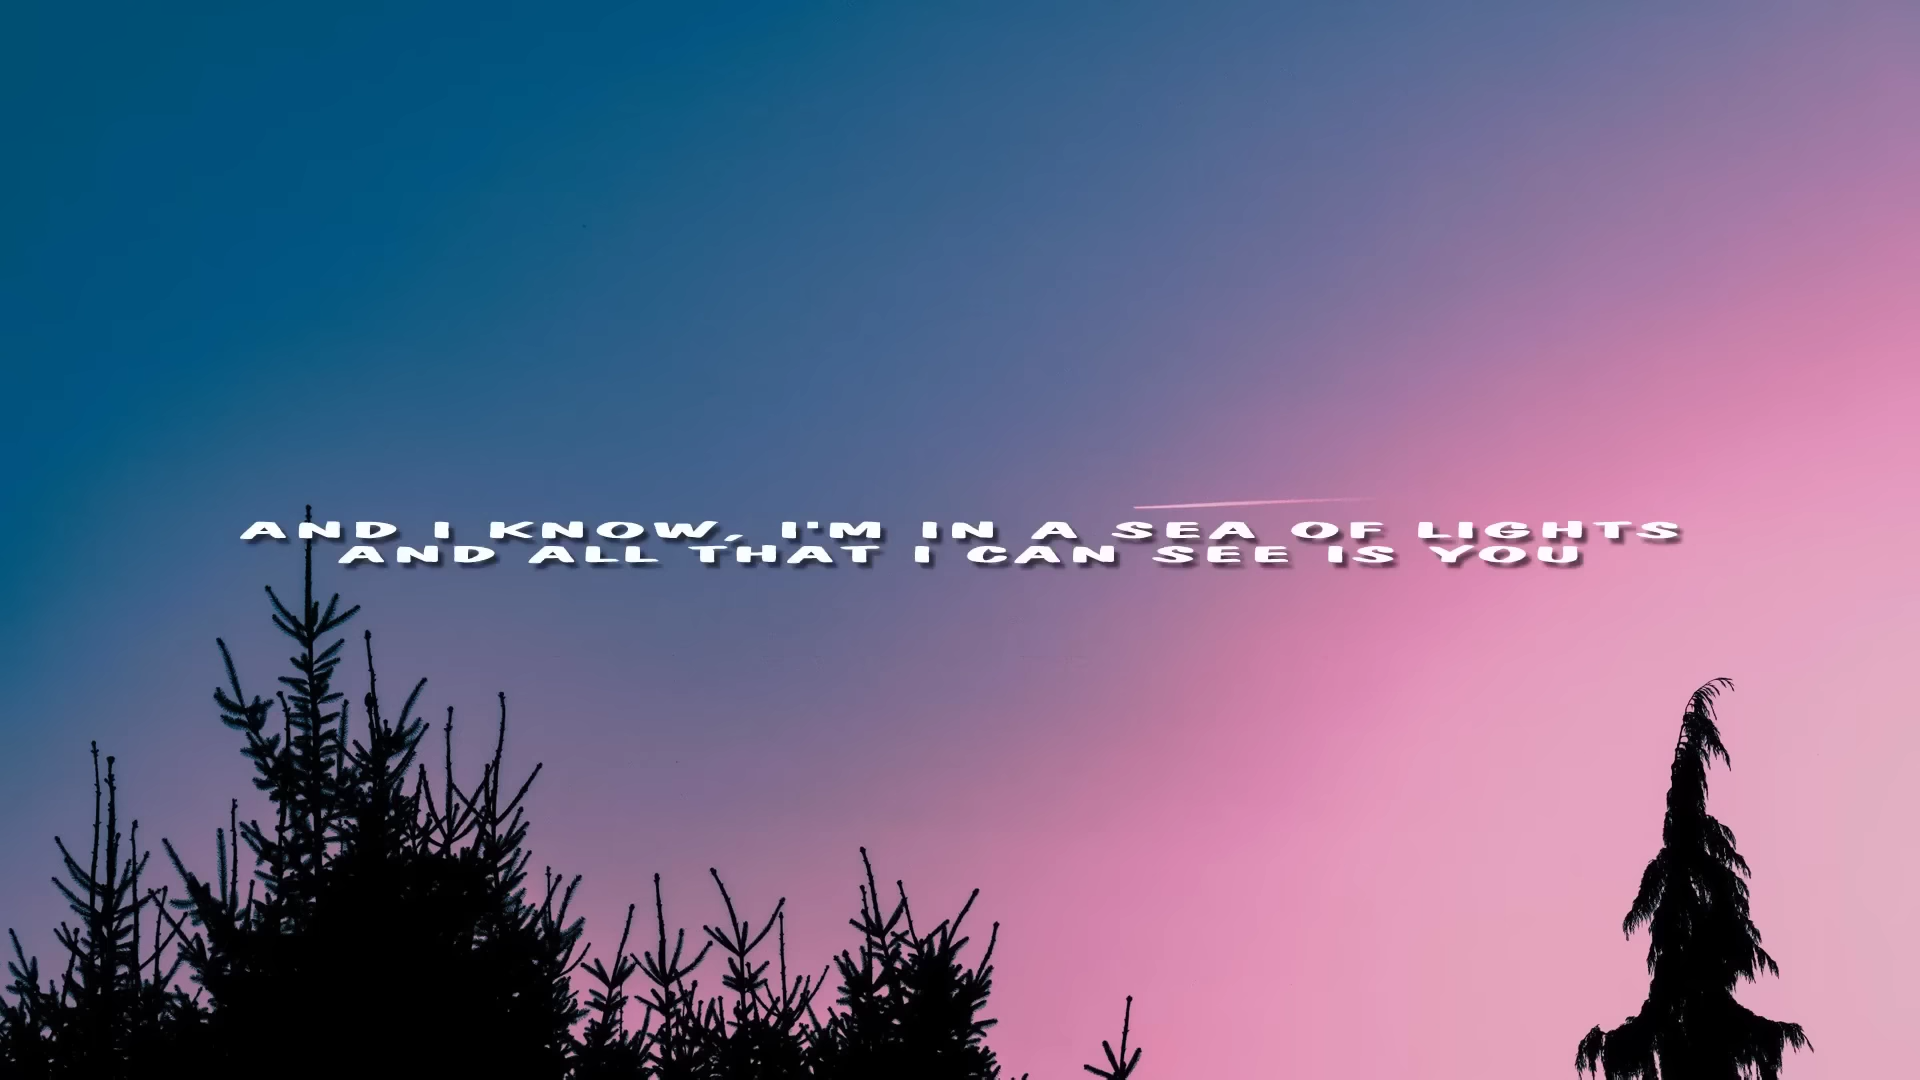 AND I KNOW, I'M IN A SEA OF LIGHTS
AND ALL THAT I CAN SEE IS YOU